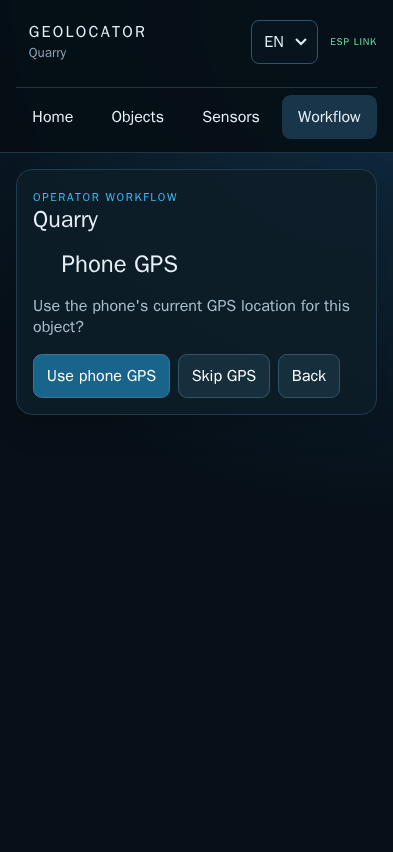 GEOLOCATOR
Quarry
EN
ESP LINK
Home
Objects
Sensors
Workflow
OPERATOR WORKFLOW
Quarry
Phone GPS
Use the phone's current GPS location for this
object?
Use phone GPS
Skip GPS
Back